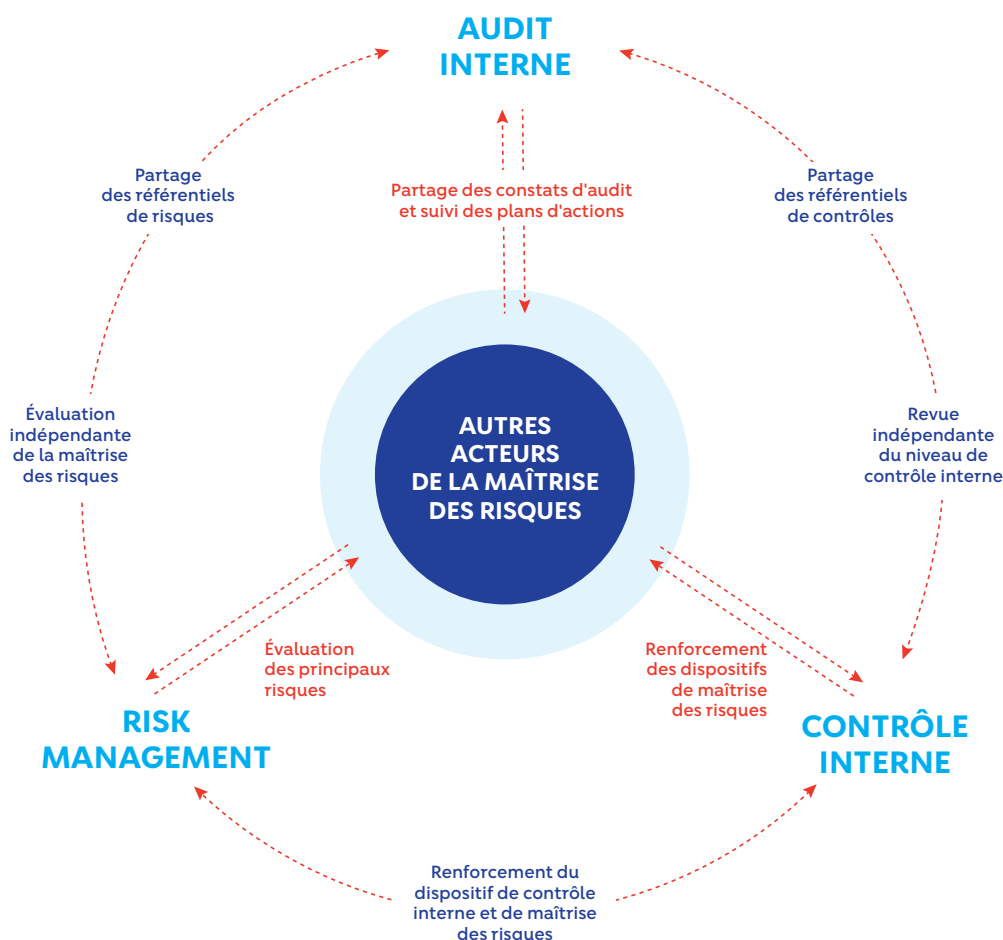 AUDIT
INTERNE
Partage
des référentiels
de risques
Partage des constats d'audit
et suivi des plans d'actions
Partage
des référentiels
de contrôles
Évaluation
indépendante
de la maîtrise
des risques
AUTRES
ACTEURS
DE LA MAÎTRISE
DES RISQUES
Revue
indépendante
du niveau de
contrôle interne
Évaluation
des principaux
risques
Renforcement
des dispositifs
de maîtrise
des risques
RISK
MANAGEMENT
CONTRÔLE
INTERNE
Renforcement du
dispositif de contrôle
interne et de maîtrise
des risques